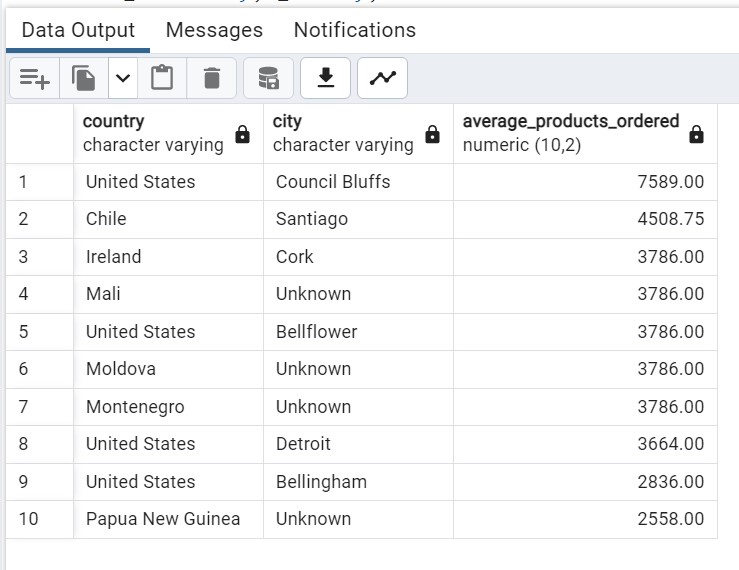 Data Output Messages Notifications
country city average_products_ordered
character varying character varying numeric (10,2)
1 United States Council Bluffs 7589.00
2 Chile Santiago 4508.75
3 Ireland Cork 3786.00
4 Mali Unknown 3786.00
5 United States Bellflower 3786.00
6 Moldova Unknown 3786.00
7 Montenegro Unknown 3786.00
8 United States Detroit 3664.00
9 United States Bellingham 2836.00
10 Papua New Guinea Unknown 2558.00